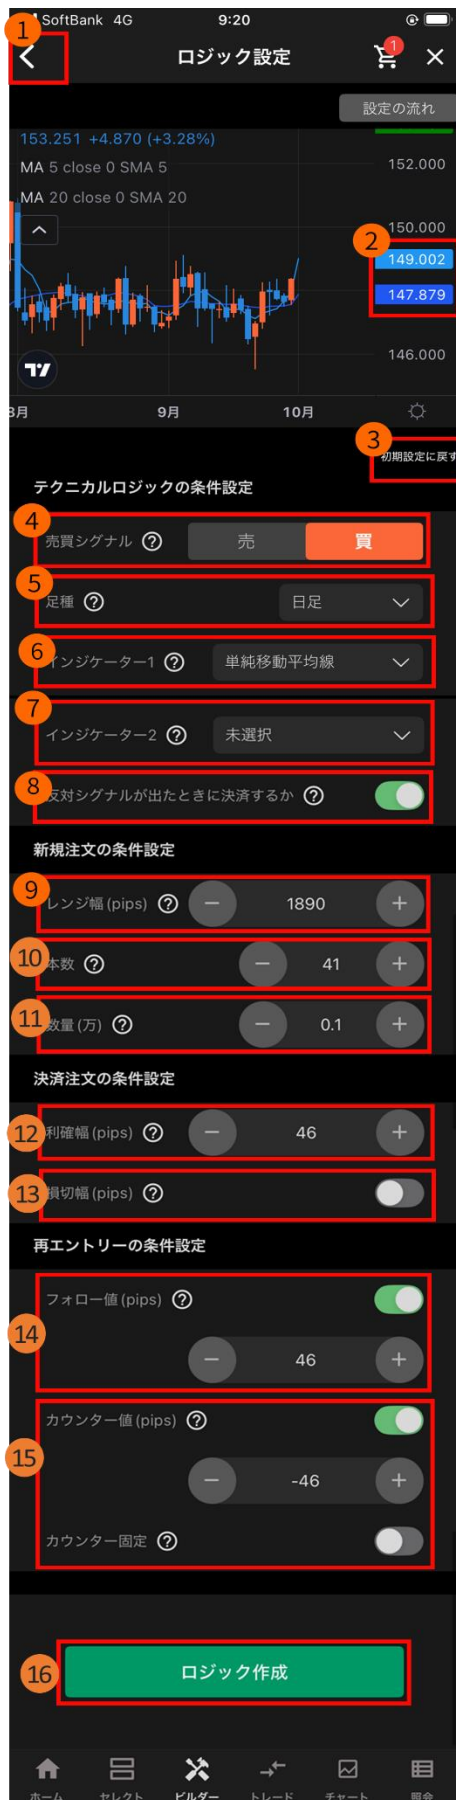 1
SoftBank 4G 9:20
ロジック設定
1
設定の流れ
153.251 +4.870 (+3.28%)
MA 5 close 0 SMA 5
152.000
MA 20 close 0 SMA 20
150.000
2
149.002
147.879
146.000
8月 9月 10月
3
初期設定に戻す
テクニカルロジックの条件設定
4
売買シグナル ? 売 買
5
足種 ? 日足
6
インジケーター1 ? 単純移動平均線
7
インジケーター2 ? 未選択
8
反対シグナルが出たときに決済するか ?
新規注文の条件設定
9
レンジ幅(pips) ? − 1890 +
10
本数 ? − 41 +
11
数量(万) ? − 0.1 +
決済注文の条件設定
12
利確幅(pips) ? − 46 +
13
損切幅(pips) ?
再エントリーの条件設定
フォロー値(pips) ?
14
− 46 +
カウンター値(pips) ?
15
− -46 +
カウンター固定 ?
16
ロジック作成
ホーム セレクト ビルダー トレード チャート 照会